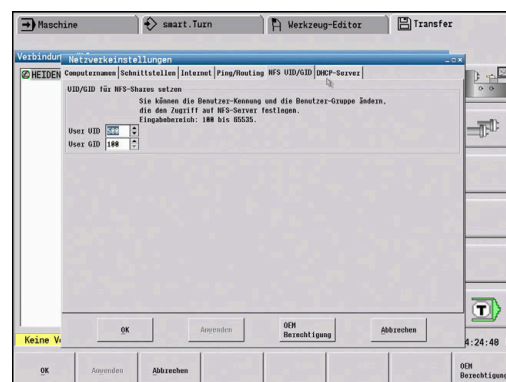 Maschine
smart.Turn
Werkzeug-Editor
Transfer
Netzwerkeinstellungen
HEIDEN
Computernamen Schnittstellen Internet Ping/Routing NFS UID/GID DHCP-Server
UID/GID für NFS-Shares setzen
Sie können die Benutzer-Kennung und die Benutzer-Gruppe ändern,
die den Zugriff auf NFS-Server festlegen.
Eingabebereich: 100 bis 65535.
User UID 500
User GID 100
OK
Anwenden
OEM
Berechtigung
Abbrechen
Keine
4:24:40
OK
Anwenden
Abbrechen
OEM
Berechtigung